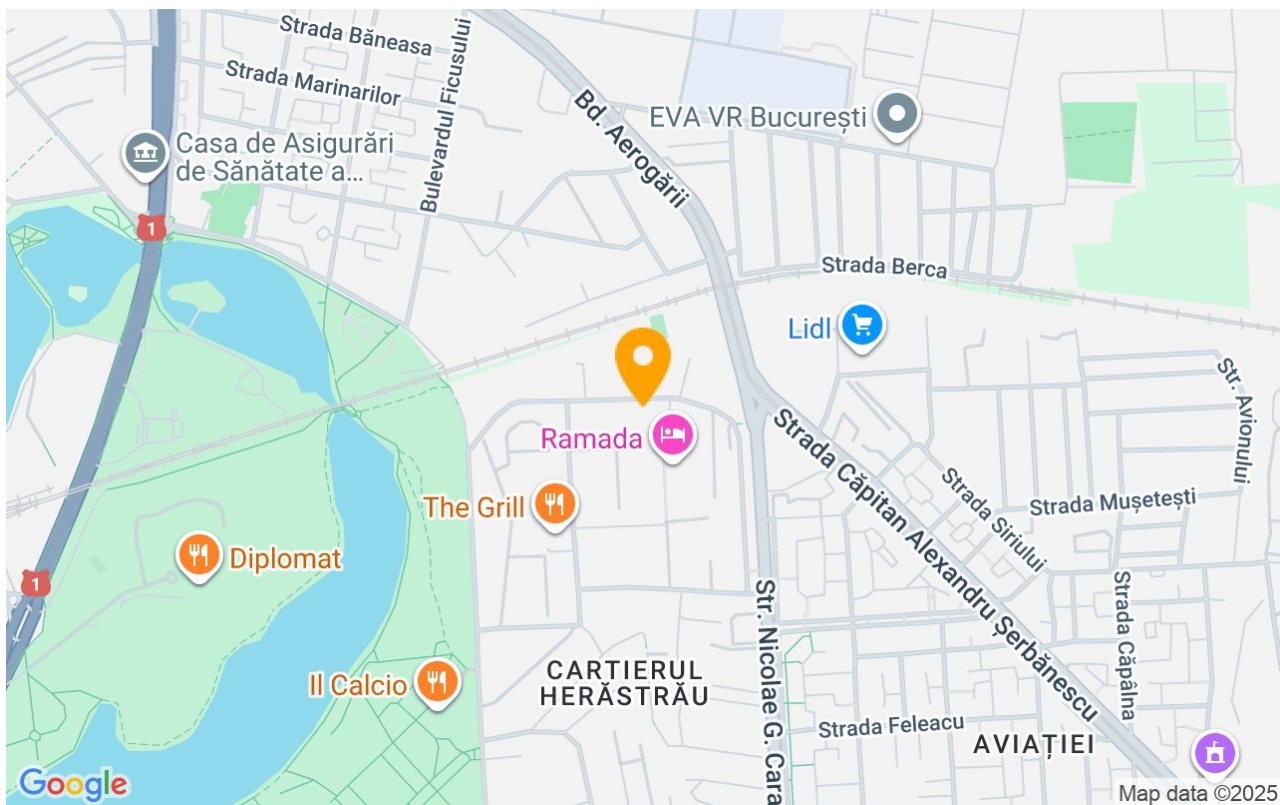 Strada Băneasa
Strada Marinarilor
Bulevardul Ficusului
Bd. Aerogării
EVA VR București
Casa de Asigurări
de Sănătate a...
1
Strada Berca
Lidl
Str. Avionului
Ramada
Strada Căpitan Alexandru Șerbănescu
The Grill
Strada Siriului
Strada Mușetești
Diplomat
1
Str. Nicolae G. Cara
Strada Căpâlna
Il Calcio
CARTIERUL
HERĂSTRĂU
Strada Feleacu
AVIAȚIEI
Google
Map data ©2025